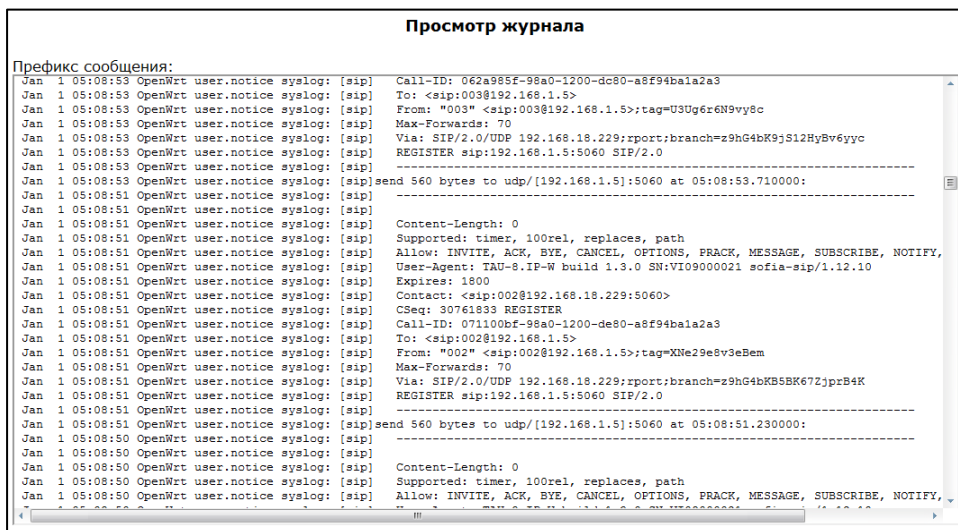 Просмотр журнала
Префикс сообщения:
Jan 1 05:08:53 OpenWrt user.notice syslog: [sip] Call-ID: 062a985f-98a0-1200-dc80-a8f94ba1a2a3
Jan 1 05:08:53 OpenWrt user.notice syslog: [sip] To: <sip:003@192.168.1.5>
Jan 1 05:08:53 OpenWrt user.notice syslog: [sip] From: "003" <sip:003@192.168.1.5>;tag=U3Ug6r6N9vy8c
Jan 1 05:08:53 OpenWrt user.notice syslog: [sip] Max-Forwards: 70
Jan 1 05:08:53 OpenWrt user.notice syslog: [sip] Via: SIP/2.0/UDP 192.168.18.229;rport;branch=z9hG4bK9jS12HyBv6yyc
Jan 1 05:08:53 OpenWrt user.notice syslog: [sip] REGISTER sip:192.168.1.5:5060 SIP/2.0
Jan 1 05:08:53 OpenWrt user.notice syslog: [sip] ------------------------------------------------------------------------
Jan 1 05:08:53 OpenWrt user.notice syslog: [sip]send 560 bytes to udp/[192.168.1.5]:5060 at 05:08:53.710000:
Jan 1 05:08:51 OpenWrt user.notice syslog: [sip] ------------------------------------------------------------------------
Jan 1 05:08:51 OpenWrt user.notice syslog: [sip]
Jan 1 05:08:51 OpenWrt user.notice syslog: [sip] Content-Length: 0
Jan 1 05:08:51 OpenWrt user.notice syslog: [sip] Supported: timer, 100rel, replaces, path
Jan 1 05:08:51 OpenWrt user.notice syslog: [sip] Allow: INVITE, ACK, BYE, CANCEL, OPTIONS, PRACK, MESSAGE, SUBSCRIBE, NOTIFY,
Jan 1 05:08:51 OpenWrt user.notice syslog: [sip] User-Agent: TAU-8.IP-W build 1.3.0 SN:VI09000021 sofia-sip/1.12.10
Jan 1 05:08:51 OpenWrt user.notice syslog: [sip] Expires: 1800
Jan 1 05:08:51 OpenWrt user.notice syslog: [sip] Contact: <sip:002@192.168.18.229:5060>
Jan 1 05:08:51 OpenWrt user.notice syslog: [sip] CSeq: 30761833 REGISTER
Jan 1 05:08:51 OpenWrt user.notice syslog: [sip] Call-ID: 071100bf-98a0-1200-de80-a8f94ba1a2a3
Jan 1 05:08:51 OpenWrt user.notice syslog: [sip] To: <sip:002@192.168.1.5>
Jan 1 05:08:51 OpenWrt user.notice syslog: [sip] From: "002" <sip:002@192.168.1.5>;tag=XNe29e8v3eBem
Jan 1 05:08:51 OpenWrt user.notice syslog: [sip] Max-Forwards: 70
Jan 1 05:08:51 OpenWrt user.notice syslog: [sip] Via: SIP/2.0/UDP 192.168.18.229;rport;branch=z9hG4bKB5BK67ZjprB4K
Jan 1 05:08:51 OpenWrt user.notice syslog: [sip] REGISTER sip:192.168.1.5:5060 SIP/2.0
Jan 1 05:08:51 OpenWrt user.notice syslog: [sip] ------------------------------------------------------------------------
Jan 1 05:08:51 OpenWrt user.notice syslog: [sip]send 560 bytes to udp/[192.168.1.5]:5060 at 05:08:51.230000:
Jan 1 05:08:50 OpenWrt user.notice syslog: [sip] ------------------------------------------------------------------------
Jan 1 05:08:50 OpenWrt user.notice syslog: [sip]
Jan 1 05:08:50 OpenWrt user.notice syslog: [sip] Content-Length: 0
Jan 1 05:08:50 OpenWrt user.notice syslog: [sip] Supported: timer, 100rel, replaces, path
Jan 1 05:08:50 OpenWrt user.notice syslog: [sip] Allow: INVITE, ACK, BYE, CANCEL, OPTIONS, PRACK, MESSAGE, SUBSCRIBE, NOTIFY,